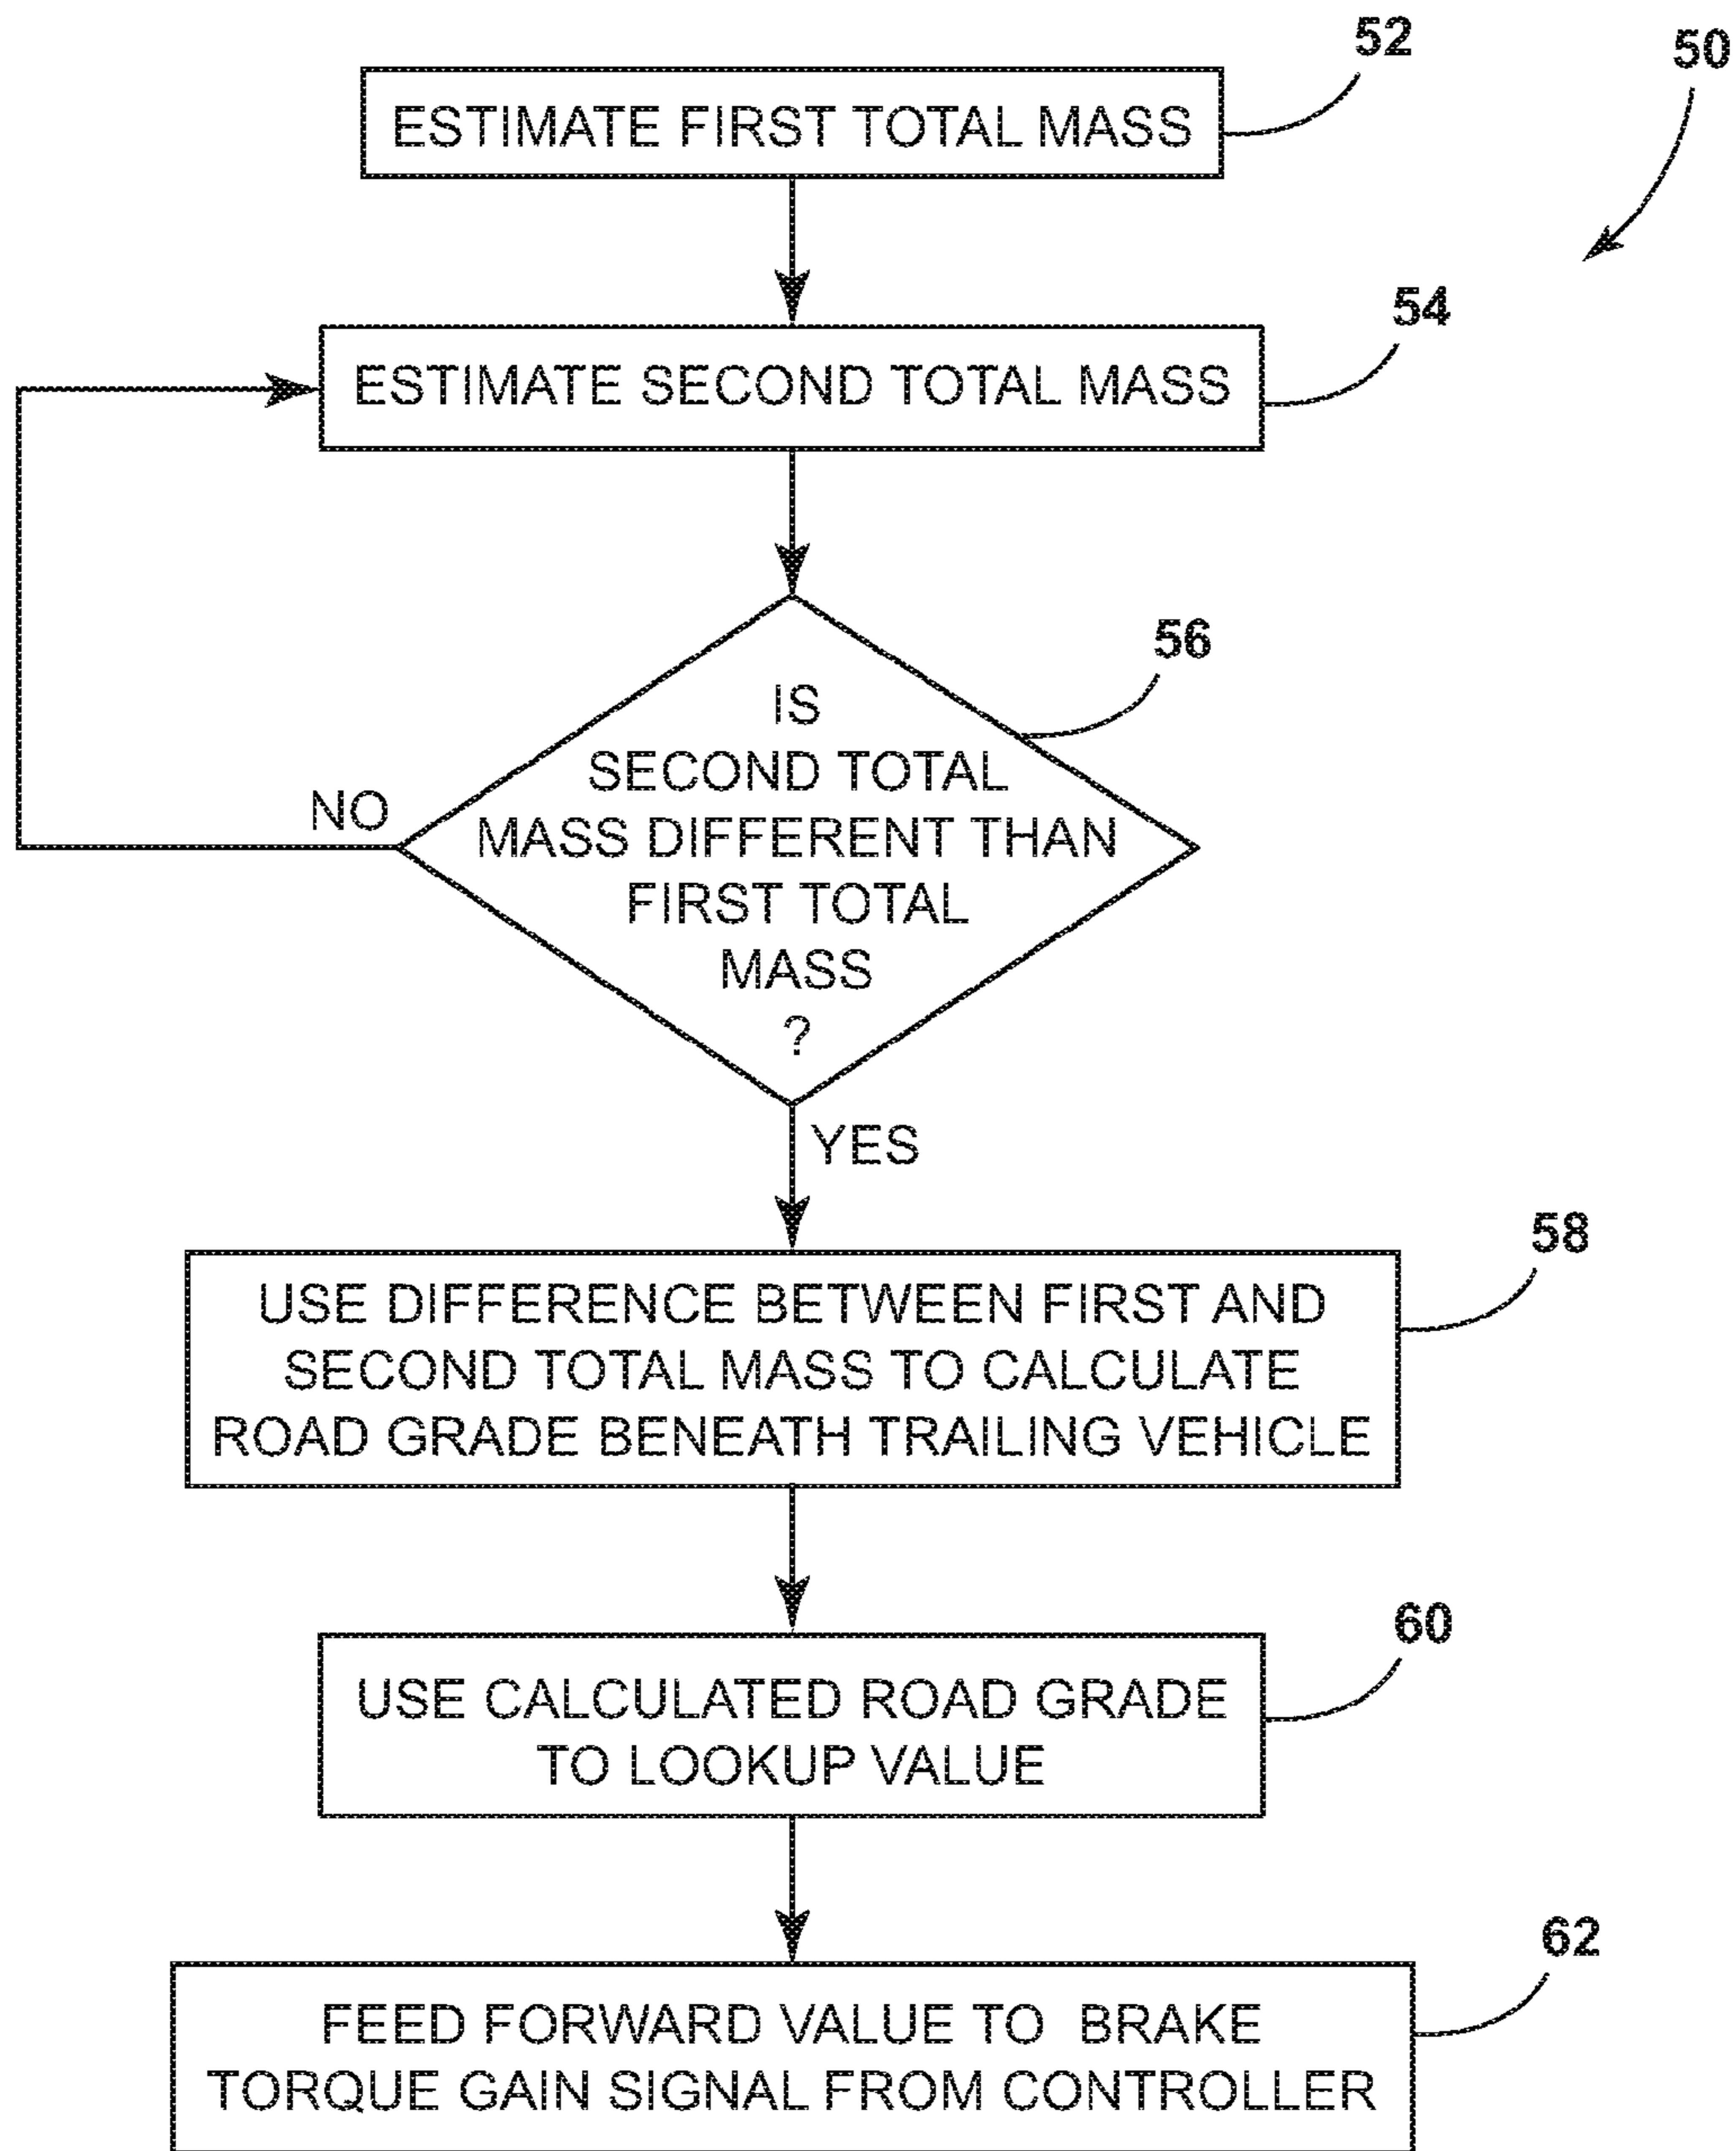 52
50
ESTIMATE FIRST TOTAL MASS
54
ESTIMATE SECOND TOTAL MASS
56
IS
SECOND TOTAL
MASS DIFFERENT THAN
FIRST TOTAL
MASS
?
NO
YES
58
USE DIFFERENCE BETWEEN FIRST AND
SECOND TOTAL MASS TO CALCULATE
ROAD GRADE BENEATH TRAILING VEHICLE
60
USE CALCULATED ROAD GRADE
TO LOOKUP VALUE
62
FEED FORWARD VALUE TO BRAKE
TORQUE GAIN SIGNAL FROM CONTROLLER